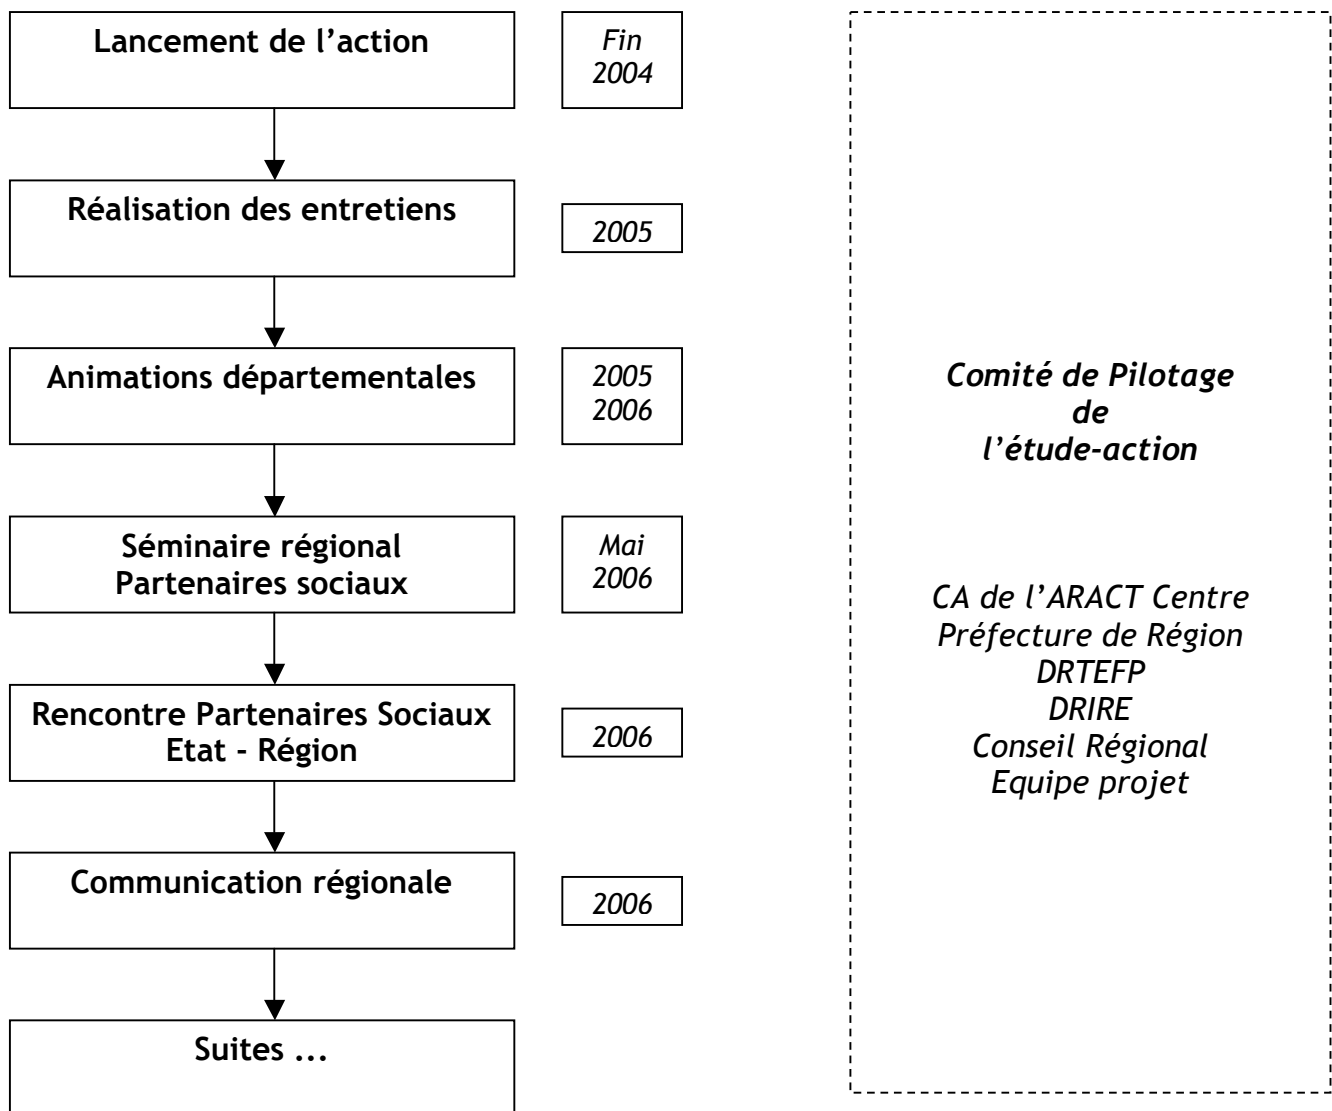 Lancement de l’action
Fin
2004
Réalisation des entretiens
2005
Animations départementales
2005
2006
Séminaire régional
Partenaires sociaux
Mai
2006
Rencontre Partenaires Sociaux
Etat - Région
2006
Communication régionale
2006
Suites ...
Comité de Pilotage
de
l’étude-action
CA de l’ARACT Centre
Préfecture de Région
DRTEFP
DRIRE
Conseil Régional
Equipe projet